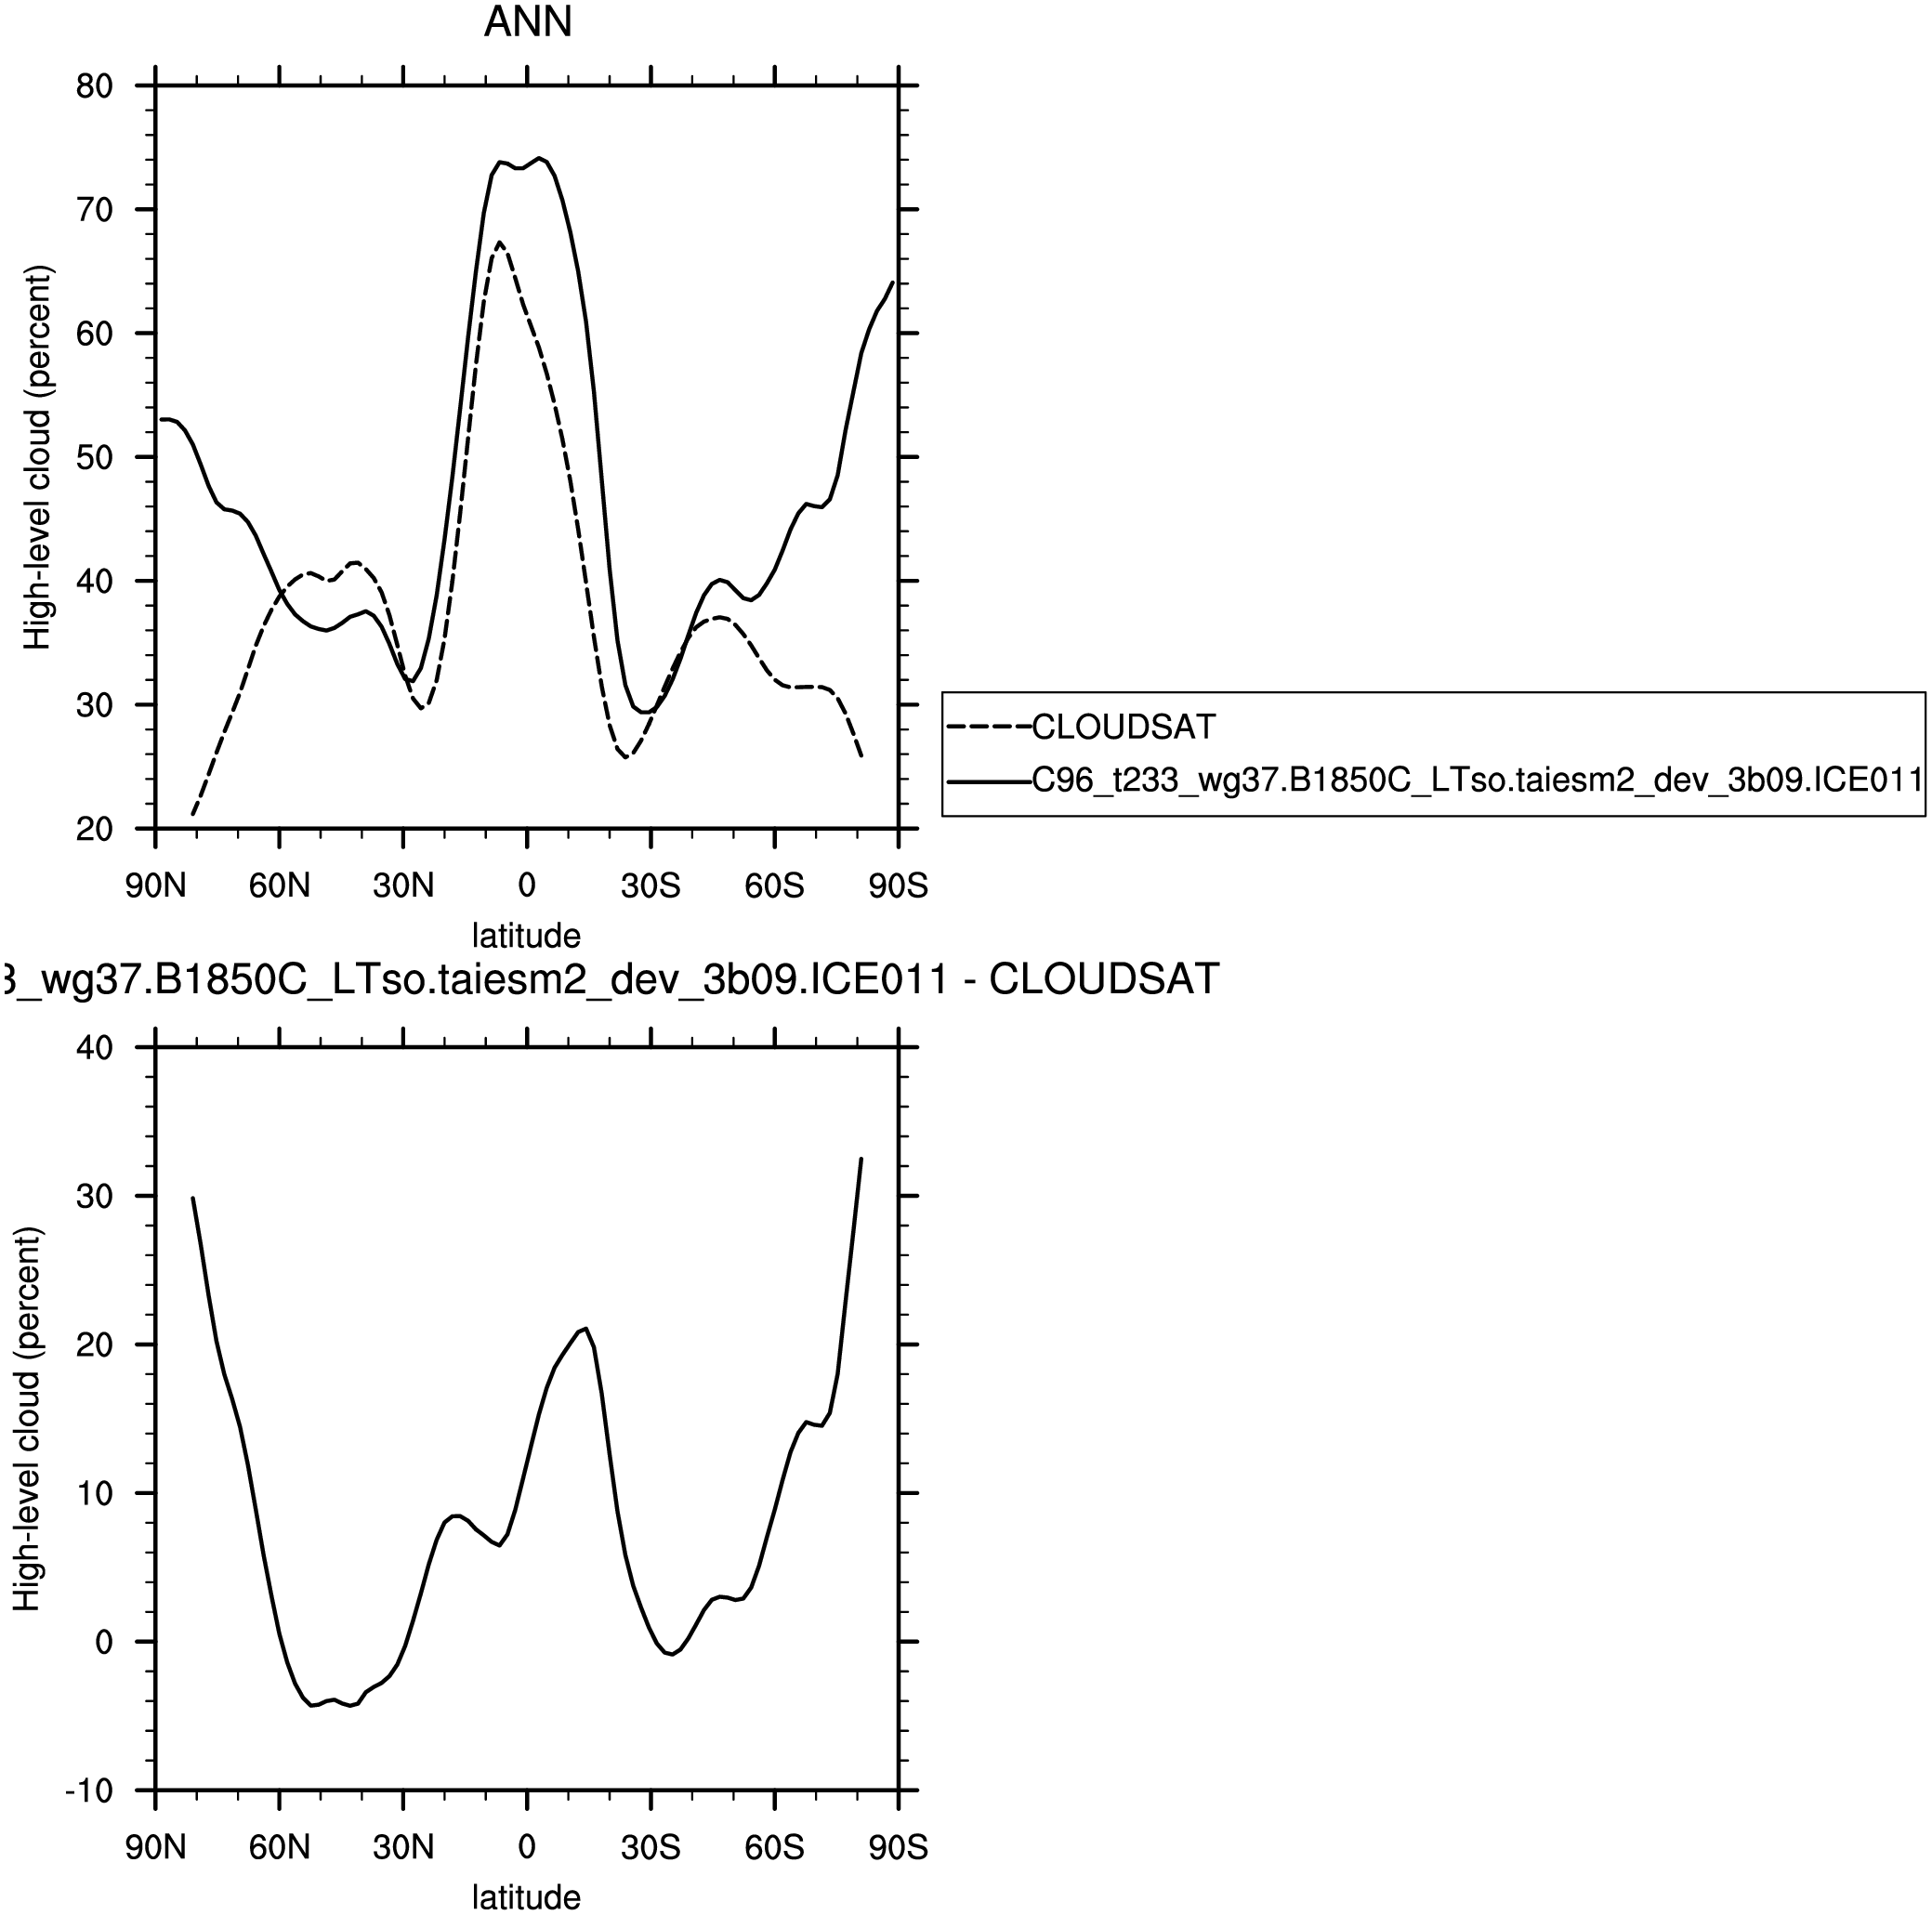 ANN
80
70
60
50
40
30
20
High-level cloud (percent)
90N 60N 30N 0 30S 60S 90S
latitude
CLOUDSAT
C96_t233_wg37.B1850C_LTso.taiesm2_dev_3b09.ICE011
_wg37.B1850C_LTso.taiesm2_dev_3b09.ICE011 - CLOUDSAT
40
30
20
10
0
-10
High-level cloud (percent)
90N 60N 30N 0 30S 60S 90S
latitude